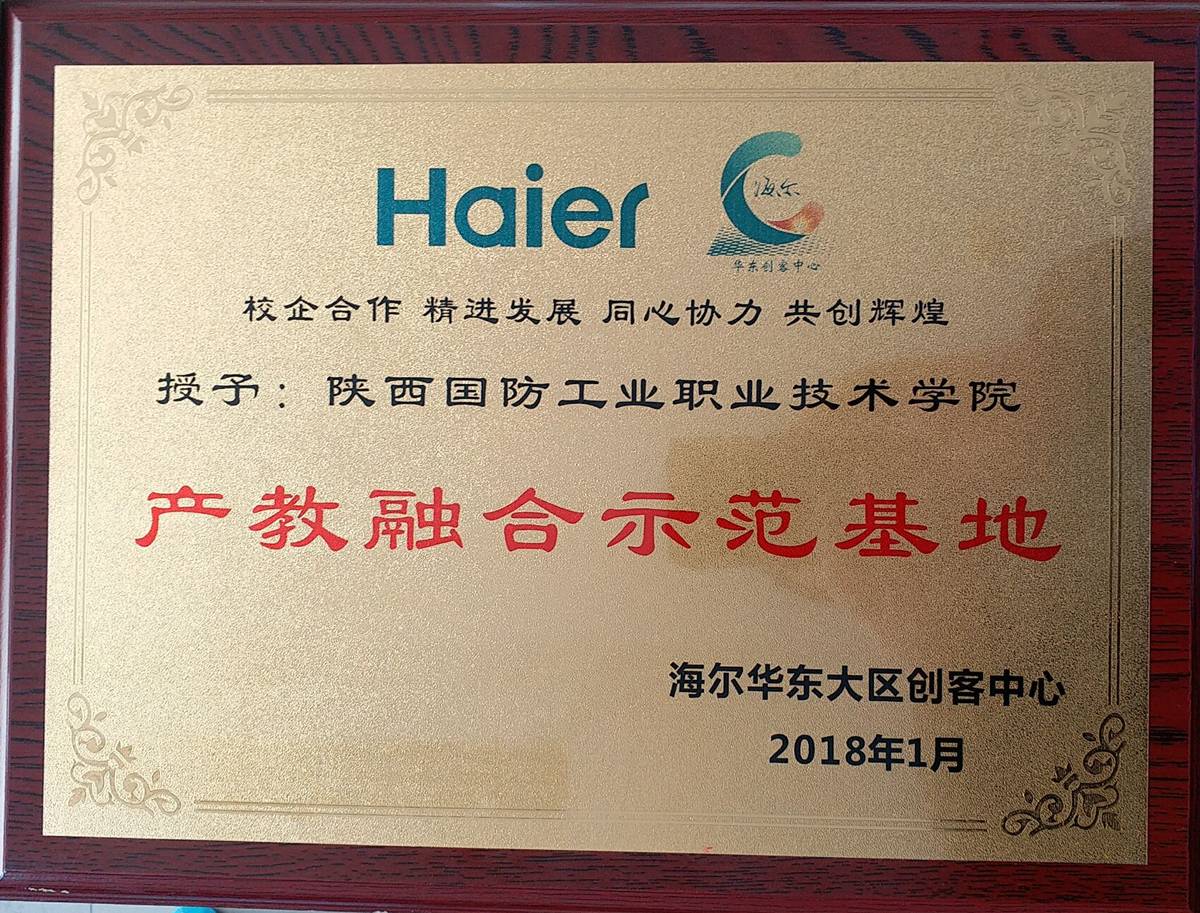 Haier
海尔
华东创客中心
校企合作 精进发展 同心协力 共创辉煌
授予：陕西国防工业职业技术学院
产教融合示范基地
海尔华东大区创客中心
2018年1月